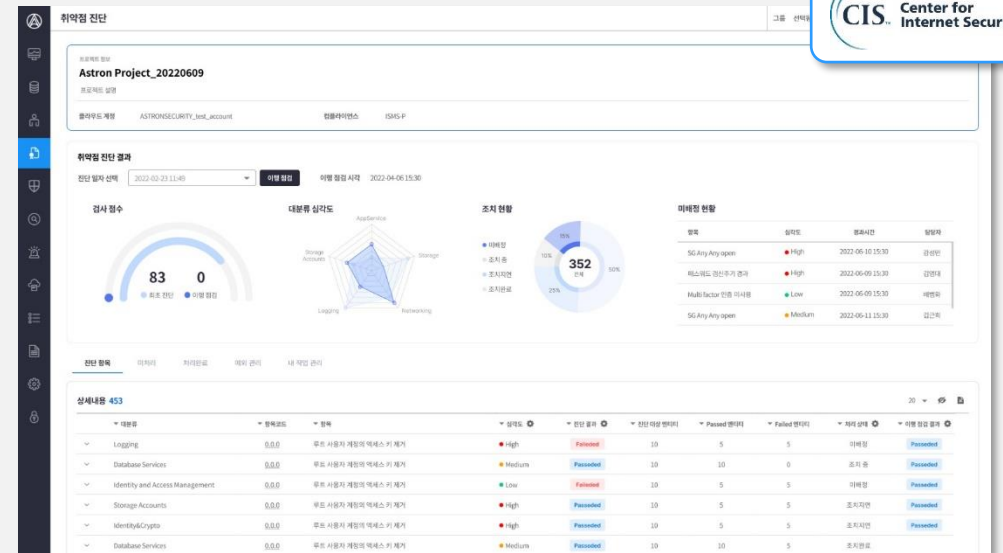 취약점 진단
그룹 선택
CIS. Center for
Internet Secur
프로젝트 정보
Astron Project_20220609
프로젝트 설명
클라우드 계정 ASTRONSECURITY_test_account 컴플라이언스 ISMS-P
취약점 진단 결과
진단 일자 선택 2022-02-23 11:49 이행 점검 이행 점검 시각 2022-04-06 15:30
검사 점수
83 0
최초 진단 이행 점검
대분류 심각도
AppService
Storage
Accounts
Storage
Logging
Networking
조치 현황
미배정
조치 중
조치지연
조치완료
15%
10%
25%
50%
352
전체
미배정 현황
항목 심각도 경과시간 담당자
SG Any Any open High 2022-06-10 15:30
패스워드 갱신주기 경과 High 2022-06-09 15:30
Multi factor 인증 미사용 Low 2022-06-09 15:30
SG Any Any open Medium 2022-06-11 15:30
진단 항목 미처리 처리완료 예외 관리 내 작업 관리
상세내용 453
20
대분류 항목코드 항목 심각도 진단 결과 진단 대상 엔티티 Passed 엔티티 Failed 엔티티 처리 상태 이행 점검 결과
Logging 0.0.0 루트 사용자 계정의 액세스 키 제거 High Faileded 10 5 5 미배정 Passeded
Database Services 0.0.0 루트 사용자 계정의 액세스 키 제거 Medium Passeded 10 10 0 조치 중 Passeded
Identity and Access Management 0.0.0 루트 사용자 계정의 액세스 키 제거 Low Faileded 10 5 5 미배정 Passeded
Storage Accounts 0.0.0 루트 사용자 계정의 액세스 키 제거 High Passeded 10 5 5 조치지연 Passeded
Identity&Crypto 0.0.0 루트 사용자 계정의 액세스 키 제거 High Passeded 10 5 5 조치지연 Passeded
Database Services 0.0.0 루트 사용자 계정의 액세스 키 제거 Medium Passeded 10 10 5 조치완료